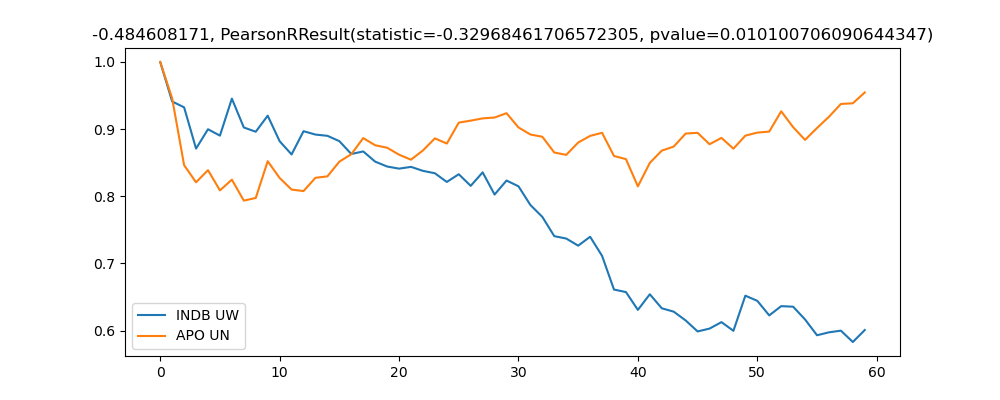 -0.484608171, PearsonRResult(statistic=-0.32968461706572305, pvalue=0.010100706090644347)
1.0
0.9
0.8
0.7
0.6
INDB UW
APO UN
0 10 20 30 40 50 60